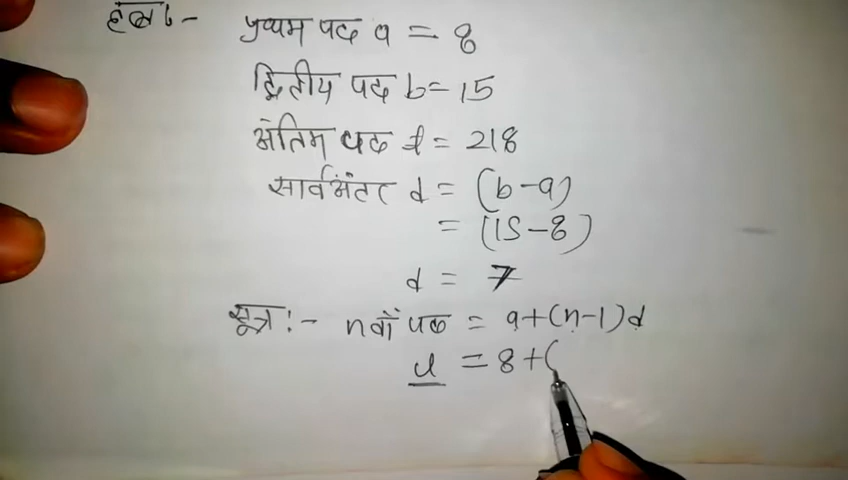 हल :-
प्रथम पद a = 8
द्वितीय पद b = 15
अंतिम पद l = 218
सार्वअंतर d = (b - a)
= (15 - 8)
d = 7
सूत्र :- nवाँ पद = a + (n - 1) d
= 8 + (